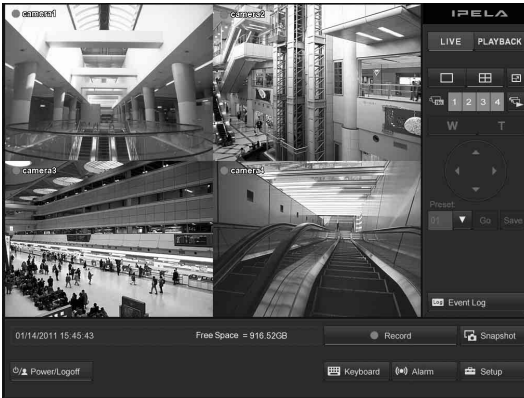 camera1
camera2
IPELA
LIVE PLAYBACK
1 2 3 4
W T
camera3
Preset:
01 Go Save
Log Event Log
01/14/2011 15:45:43 Free Space = 916.52GB Record Snapshot
Power/Logoff Keyboard Alarm Setup